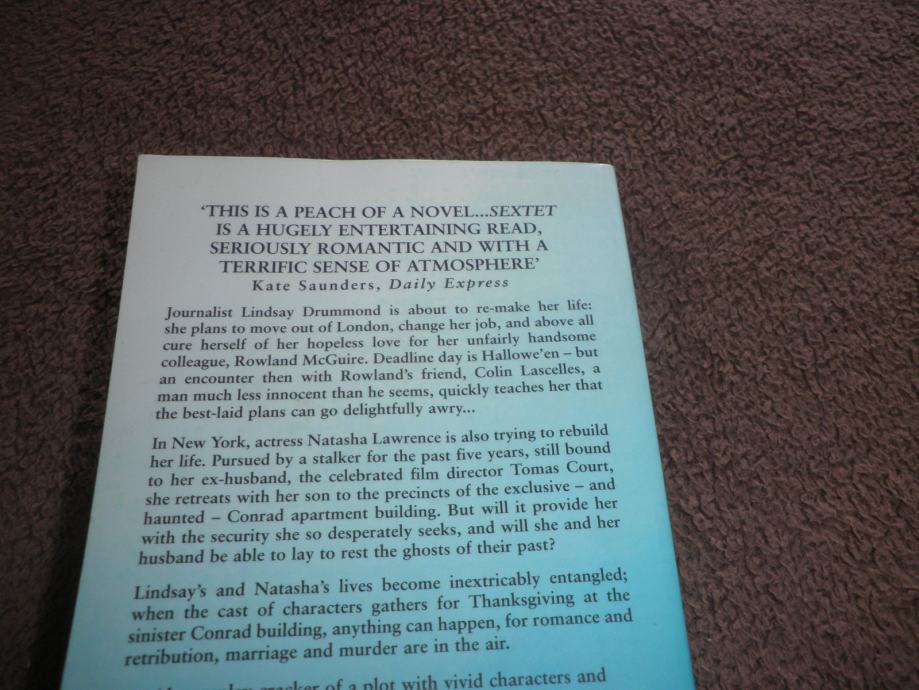 'THIS IS A PEACH OF A NOVEL...SEXTET
IS A HUGELY ENTERTAINING READ,
SERIOUSLY ROMANTIC AND WITH A
TERRIFIC SENSE OF ATMOSPHERE'
Kate Saunders, Daily Express
Journalist Lindsay Drummond is about to re-make her life:
she plans to move out of London, change her job, and above all
cure herself of her hopeless love for her unfairly handsome
colleague, Rowland McGuire. Deadline day is Hallowe'en – but
an encounter then with Rowland's friend, Colin Lascelles, a
man much less innocent than he seems, quickly teaches her that
the best-laid plans can go delightfully awry...
In New York, actress Natasha Lawrence is also trying to rebuild
her life. Pursued by a stalker for the past five years, still bound
to her ex-husband, the celebrated film director Tomas Court,
she retreats with her son to the precincts of the exclusive – and
haunted – Conrad apartment building. But will it provide her
with the security she so desperately seeks, and will she and her
husband be able to lay to rest the ghosts of their past?
Lindsay's and Natasha's lives become inextricably entangled;
when the cast of characters gathers for Thanksgiving at the
sinister Conrad building, anything can happen, for romance and
retribution, marriage and murder are in the air.
cracker of a plot with vivid characters and